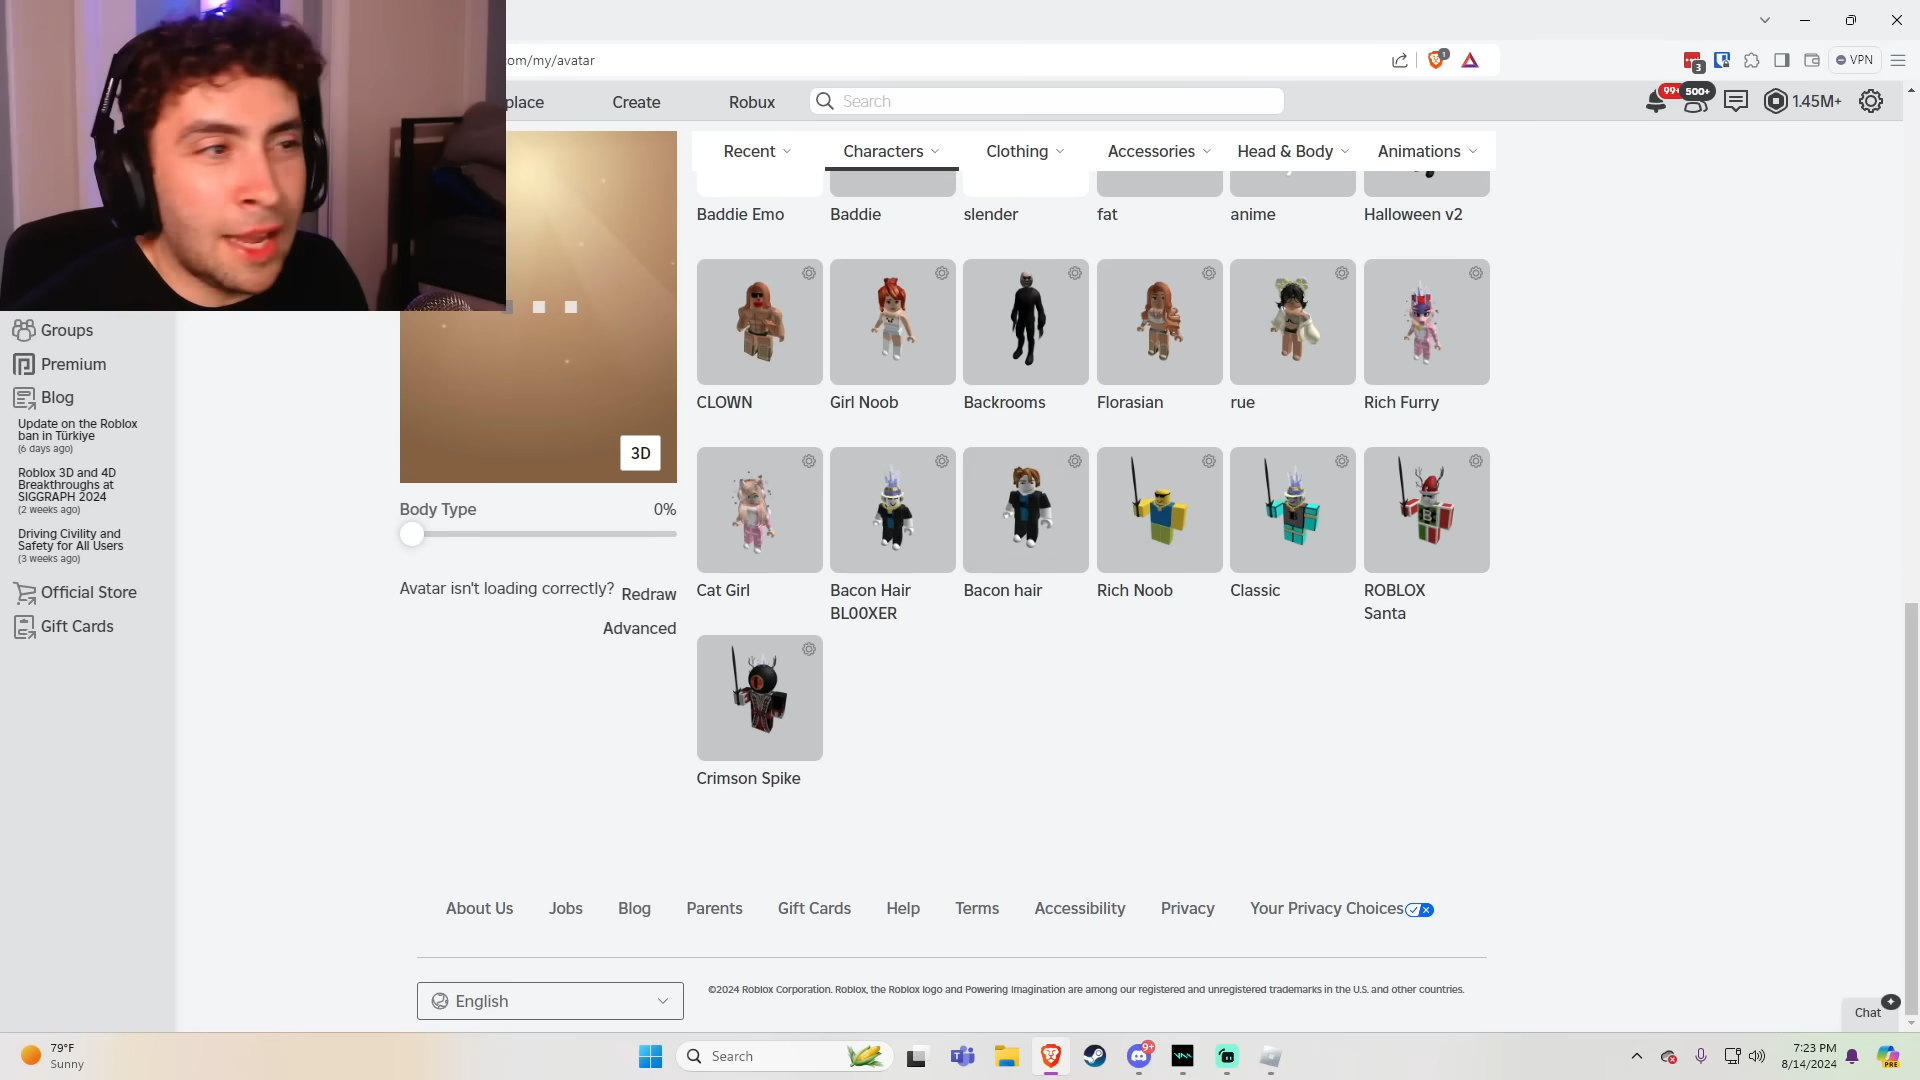 com/my/avatar
3
1
VPN
place
Create
Robux
Search
99+
500+
1.45M+
Recent
Characters
Clothing
Accessories
Head & Body
Animations
Baddie Emo
Baddie
slender
fat
anime
Halloween v2
CLOWN
Girl Noob
Backrooms
Florasian
rue
Rich Furry
Cat Girl
Bacon Hair
BL00XER
Bacon hair
Rich Noob
Classic
ROBLOX
Santa
Crimson Spike
3D
Body Type
0%
Avatar isn't loading correctly?
Redraw
Advanced
Groups
Premium
Blog
Update on the Roblox
ban in Türkiye
(6 days ago)
Roblox 3D and 4D
Breakthroughs at
SIGGRAPH 2024
(2 weeks ago)
Driving Civility and
Safety for All Users
(3 weeks ago)
Official Store
Gift Cards
About Us
Jobs
Blog
Parents
Gift Cards
Help
Terms
Accessibility
Privacy
Your Privacy Choices
English
©2024 Roblox Corporation. Roblox, the Roblox logo and Powering Imagination are among our registered and unregistered trademarks in the U.S. and other countries.
Chat
79°F
Sunny
Search
9+
7:23 PM
8/14/2024
PRE